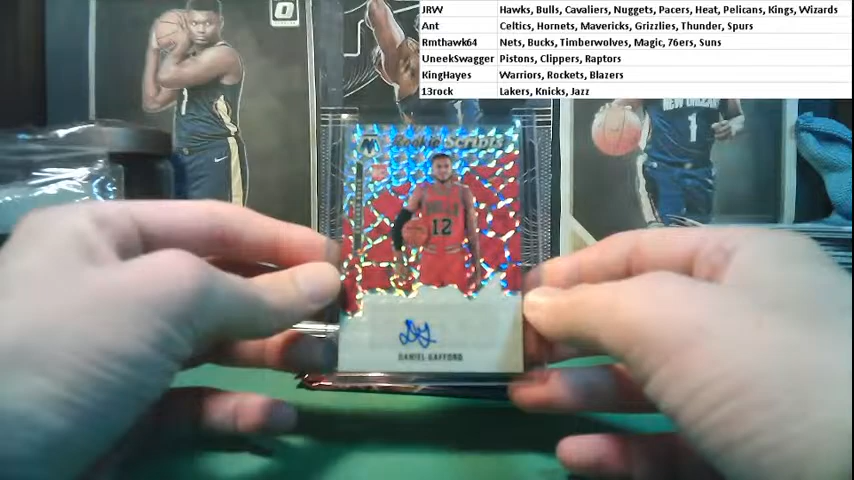 JRW Hawks, Bulls, Cavaliers, Nuggets, Pacers, Heat, Pelicans, Kings, Wizards
Ant Celtics, Hornets, Mavericks, Grizzlies, Thunder, Spurs
Rmthawk64 Nets, Bucks, Timberwolves, Magic, 76ers, Suns
UneekSwagger Pistons, Clippers, Raptors
KingHayes Warriors, Rockets, Blazers
13rock Lakers, Knicks, Jazz
NEW ORLEANS
1
Rookie Scripts
12
DANIEL GAFFORD